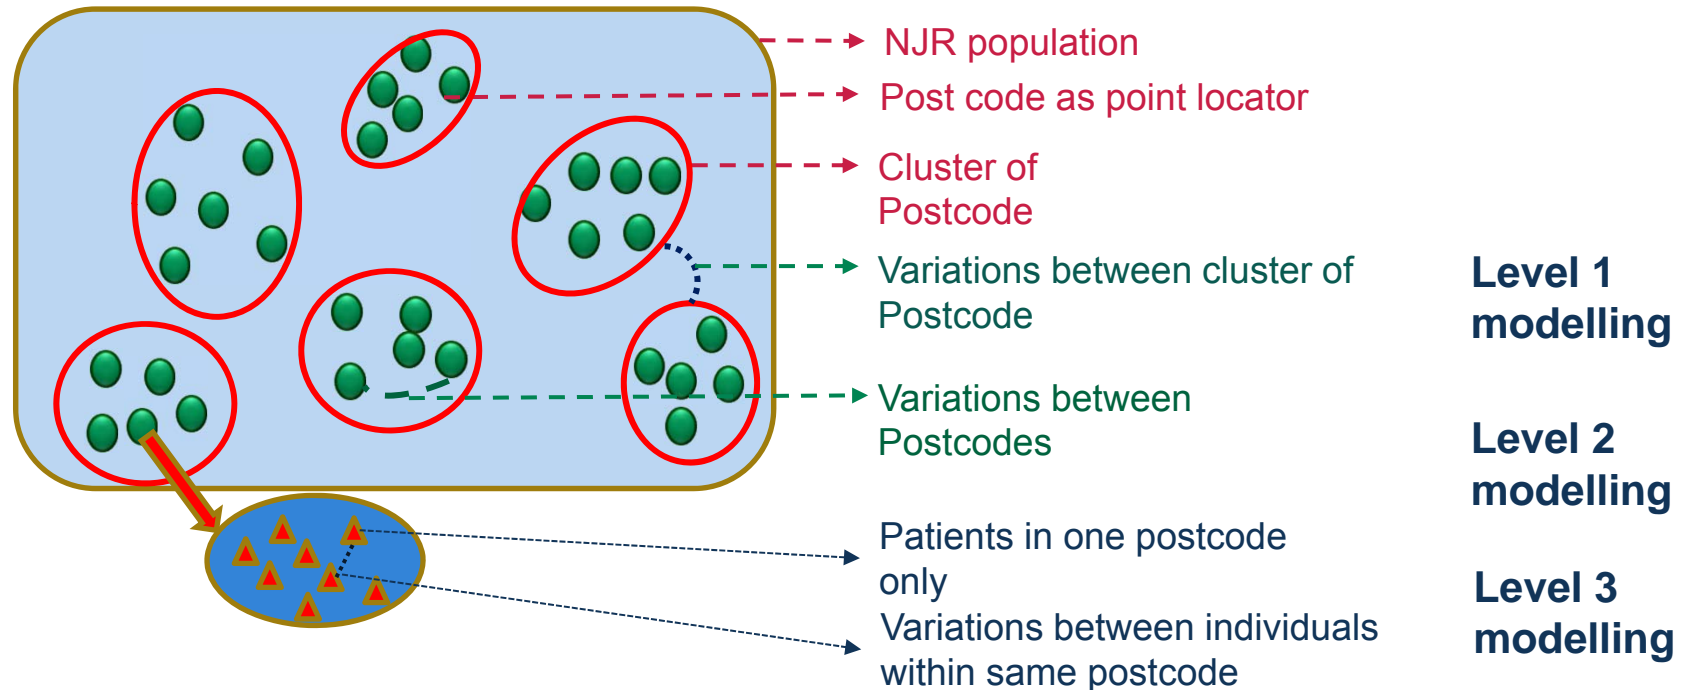 NJR population
Post code as point locator
Cluster of
Postcode
Variations between cluster of
Postcode
Level 1
modelling
Variations between
Postcodes
Level 2
modelling
Patients in one postcode
only
Level 3
modelling
Variations between individuals
within same postcode